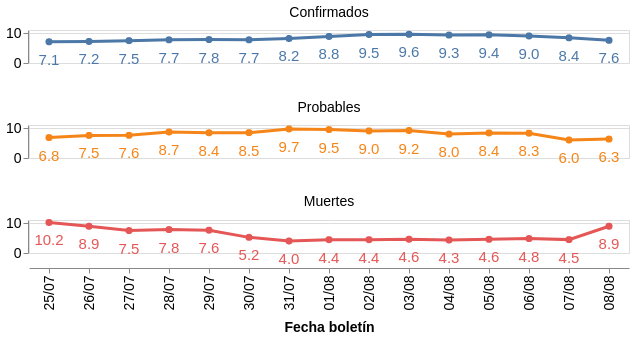 Confirmados
10
0
7.1 7.2 7.5 7.7 7.8 7.7 8.2 8.8 9.5 9.6 9.3 9.4 9.0 8.4 7.6
Probables
10
0
6.8 7.5 7.6 8.7 8.4 8.5 9.7 9.5 9.0 9.2 8.0 8.4 8.3 6.0 6.3
Muertes
10
0
10.2 8.9 7.5 7.8 7.6 5.2 4.0 4.4 4.4 4.6 4.3 4.6 4.8 4.5 8.9
25/07 26/07 27/07 28/07 29/07 30/07 31/07 01/08 02/08 03/08 04/08 05/08 06/08 07/08 08/08
Fecha boletín